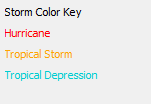 Storm Color Key
Hurricane
Tropical Storm
Tropical Depression